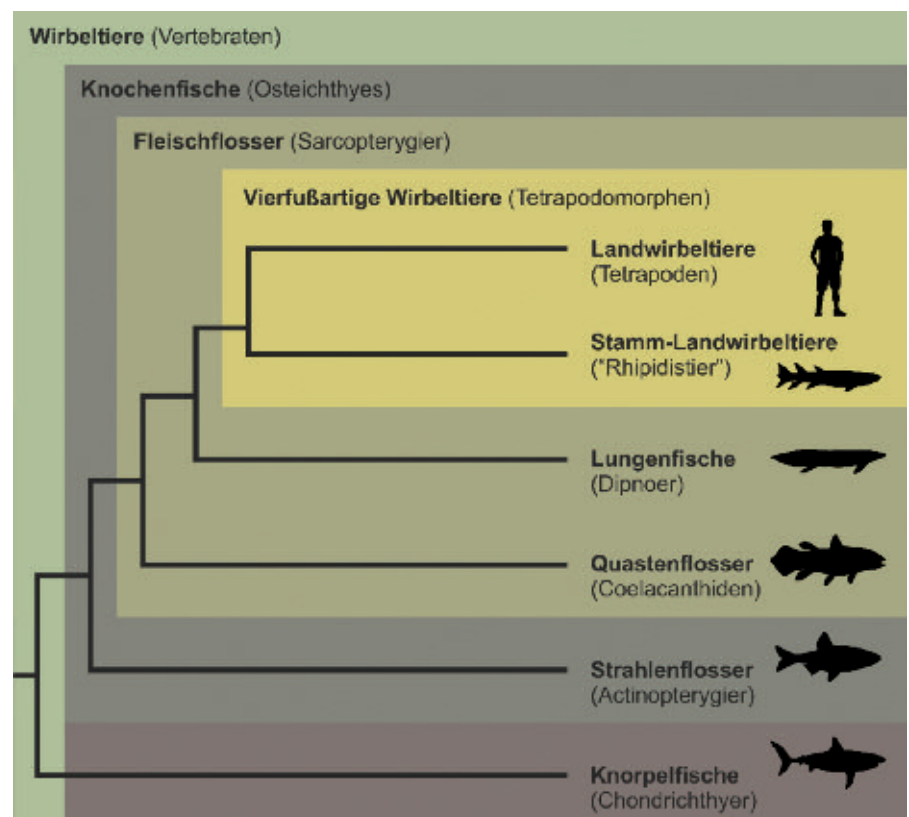 Wirbeltiere (Vertebraten)
Knochenfische (Osteichthyes)
Fleischflosser (Sarcopterygier)
Vierfußartige Wirbeltiere (Tetrapodomorphen)
Landwirbeltiere
(Tetrapoden)
Stamm-Landwirbeltiere
("Rhipidistier")
Lungenfische
(Dipnoer)
Quastenflosser
(Coelacanthiden)
Strahlenflosser
(Actinopterygier)
Knorpelfische
(Chondrichthyer)